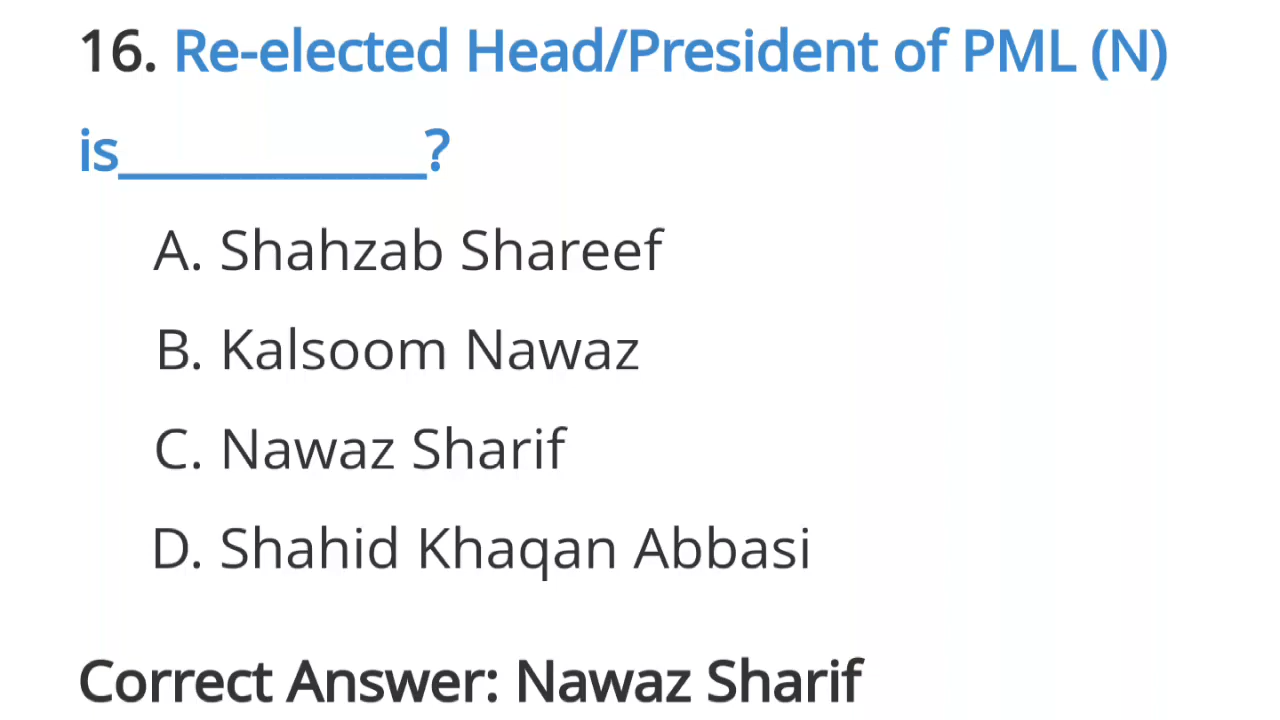 16. Re-elected Head/President of PML (N)
is____________?
A. Shahzab Shareef
B. Kalsoom Nawaz
C. Nawaz Sharif
D. Shahid Khaqan Abbasi
Correct Answer: Nawaz Sharif